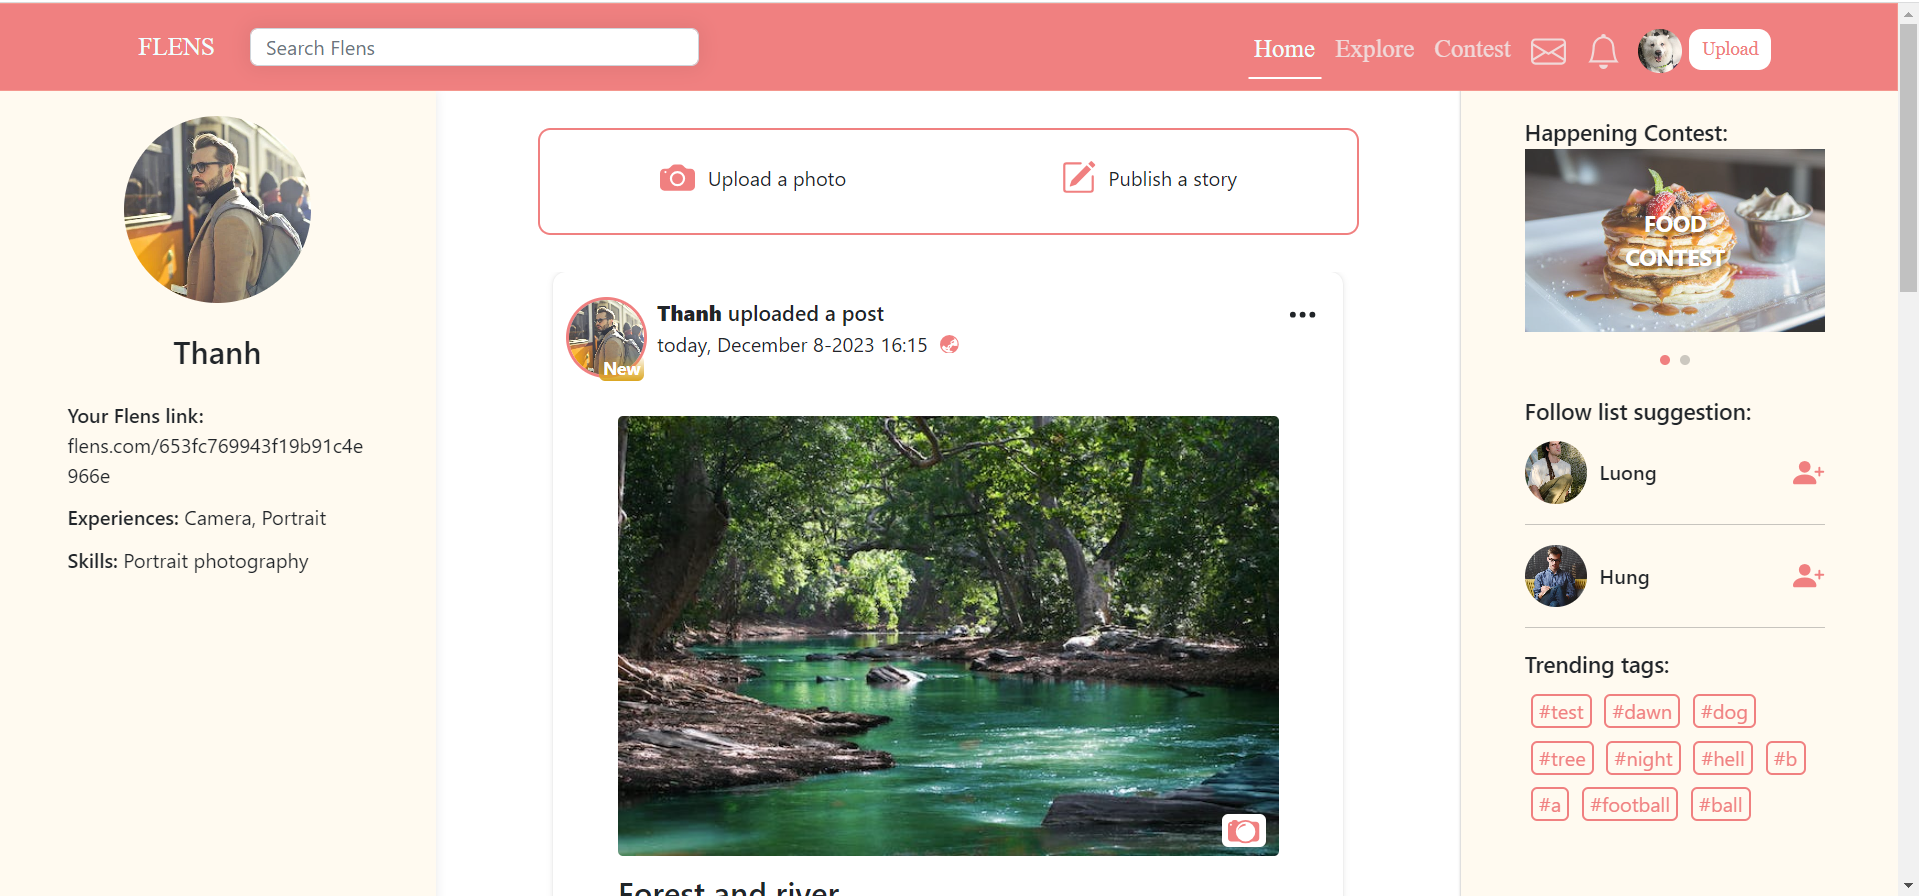 FLENS
Search Flens
Home
Explore
Contest
Upload
Thanh
Your Flens link:
flens.com/653fc769943f19b91c4e
966e
Experiences: Camera, Portrait
Skills: Portrait photography
Upload a photo
Publish a story
Thanh uploaded a post
today, December 8-2023 16:15
New
Forest and river
Happening Contest:
FOOD
CONTEST
Follow list suggestion:
Luong
Hung
Trending tags:
#test #dawn #dog
#tree #night #hell #b
#a #football #ball